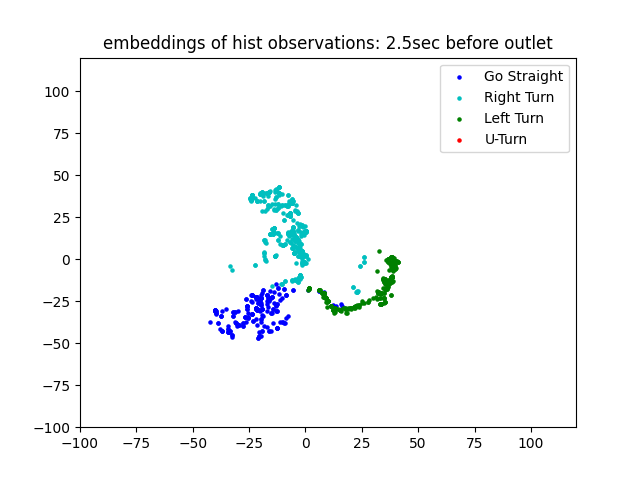 embeddings of hist observations: 2.5sec before outlet
Go Straight
Right Turn
Left Turn
U-Turn
100
75
50
25
0
−25
−50
−75
−100
−100 −75 −50 −25 0 25 50 75 100